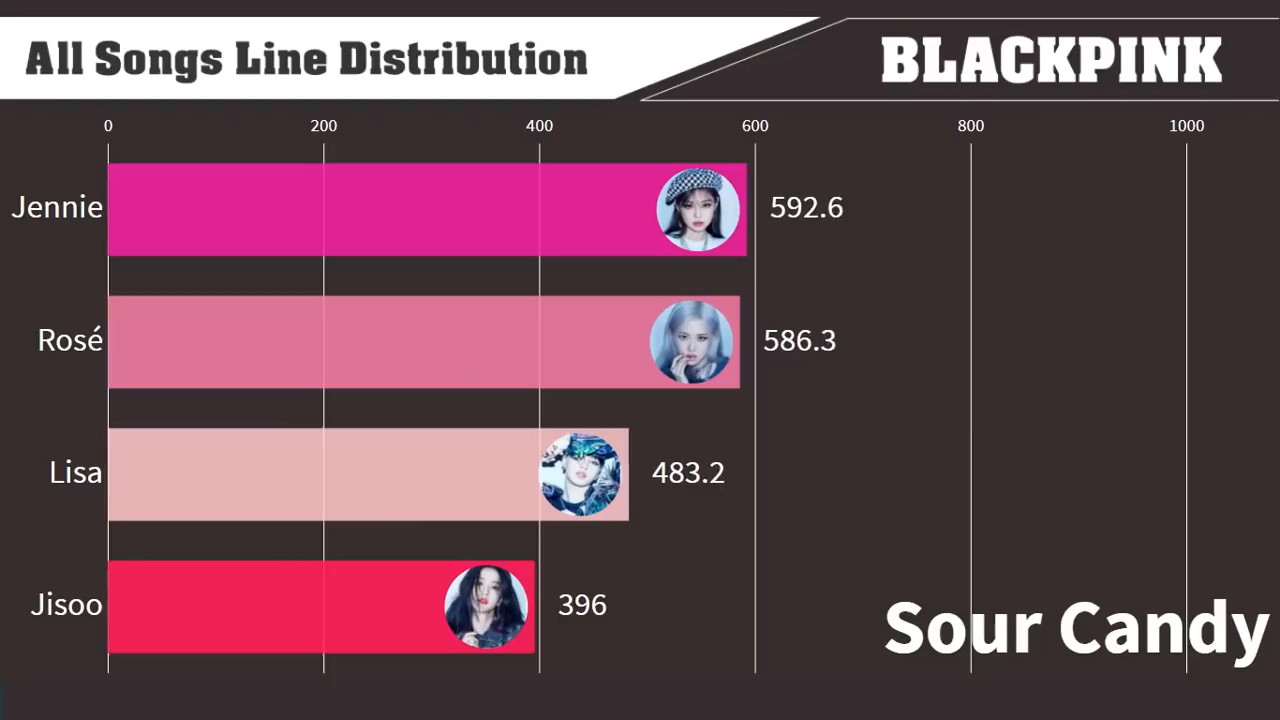 All Songs Line Distribution
BLACKPINK
0 200 400 600 800 1000
Jennie 592.6
Rosé 586.3
Lisa 483.2
Jisoo 396
Sour Candy